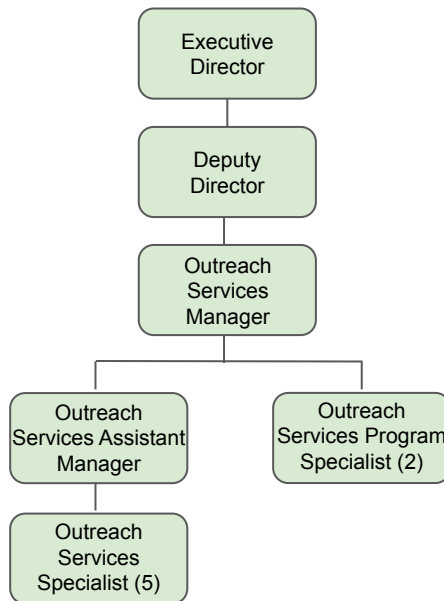 Executive
Director
Deputy
Director
Outreach
Services
Manager
Outreach
Services Assistant
Manager
Outreach
Services Program
Specialist (2)
Outreach
Services
Specialist (5)